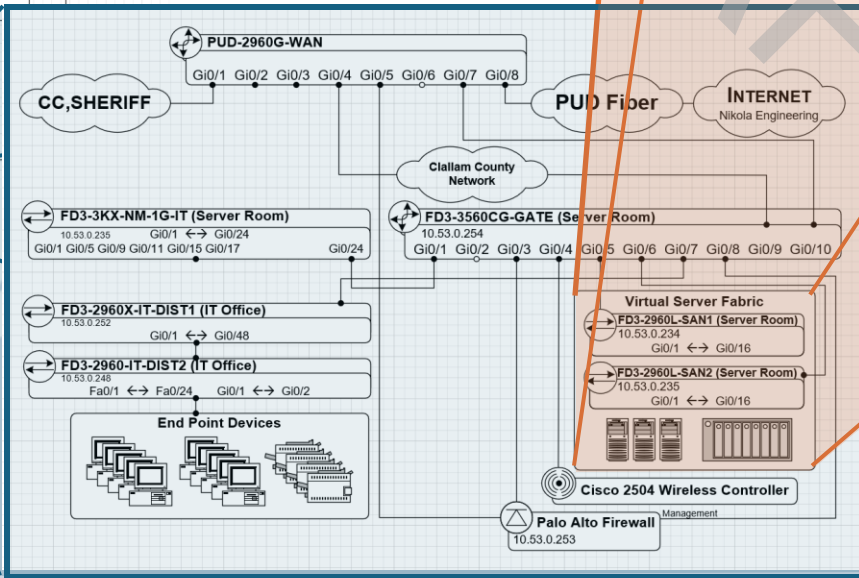 PUD-2960G-WAN
Gi0/1 Gi0/2 Gi0/3 Gi0/4 Gi0/5 Gi0/6 Gi0/7 Gi0/8
CC,SHERIFF
PUD Fiber
INTERNET
Nikola Engineering
Clallam County
Network
FD3-3KX-NM-1G-IT (Server Room)
10.53.0.235 Gi0/1 <-> Gi0/24
Gi0/1 Gi0/5 Gi0/9 Gi0/11 Gi0/15 Gi0/17 Gi0/24
FD3-3560CG-GATE (Server Room)
10.53.0.254
Gi0/1 Gi0/2 Gi0/3 Gi0/4 Gi0/5 Gi0/6 Gi0/7 Gi0/8 Gi0/9 Gi0/10
FD3-2960X-IT-DIST1 (IT Office)
10.53.0.252
Gi0/1 <-> Gi0/48
FD3-2960-IT-DIST2 (IT Office)
10.53.0.248
Fa0/1 <-> Fa0/24 Gi0/1 <-> Gi0/2
End Point Devices
Virtual Server Fabric
FD3-2960L-SAN1 (Server Room)
10.53.0.234
Gi0/1 <-> Gi0/16
FD3-2960L-SAN2 (Server Room)
10.53.0.235
Gi0/1 <-> Gi0/16
Cisco 2504 Wireless Controller
Palo Alto Firewall
10.53.0.253
Management